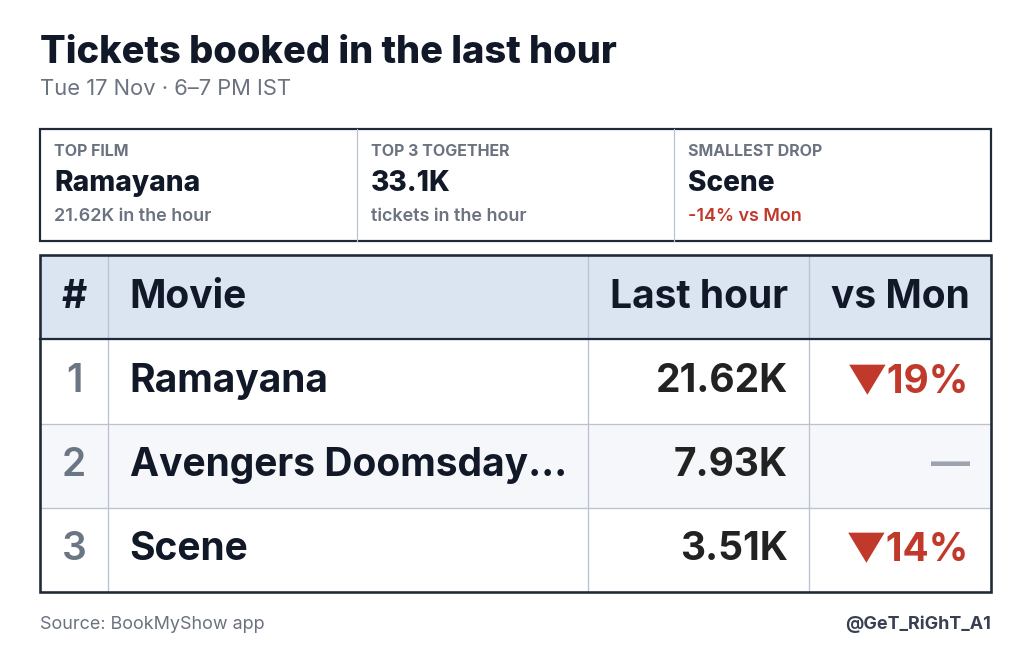 Tickets booked in the last hour
Tue 17 Nov · 6–7 PM IST
TOP FILM
Ramayana
21.62K in the hour
TOP 3 TOGETHER
33.1K
tickets in the hour
SMALLEST DROP
Scene
-14% vs Mon
# Movie Last hour vs Mon
1 Ramayana 21.62K ▼19%
2 Avengers Doomsday... 7.93K —
3 Scene 3.51K ▼14%
Source: BookMyShow app
@GeT_RiGhT_A1